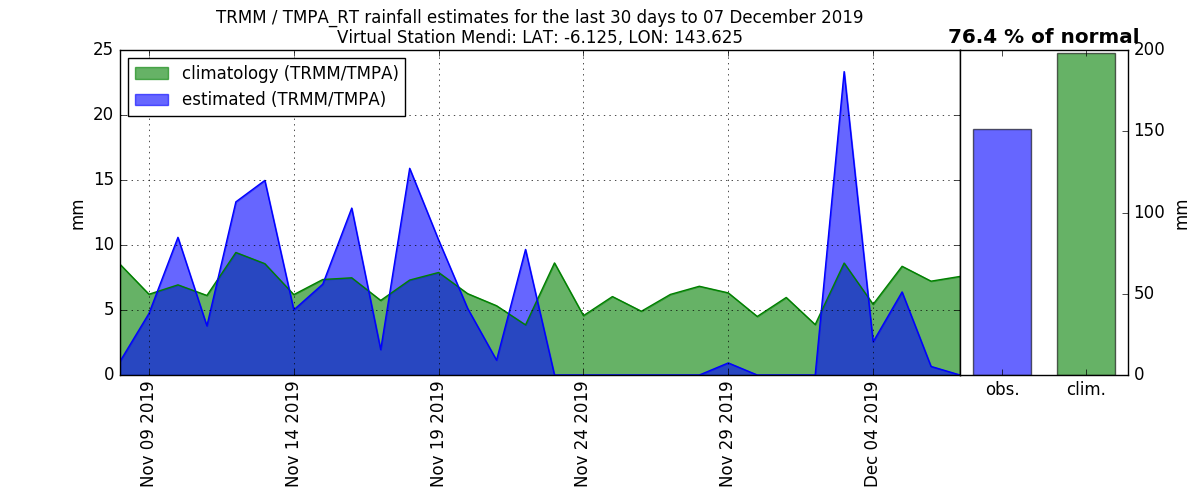 TRMM / TMPA_RT rainfall estimates for the last 30 days to 07 December 2019
Virtual Station Mendi: LAT: -6.125, LON: 143.625
76.4 % of normal
climatology (TRMM/TMPA)
estimated (TRMM/TMPA)
25
20
15
10
5
0
mm
200
150
100
50
0
mm
obs.
clim.
Nov 09 2019
Nov 14 2019
Nov 19 2019
Nov 24 2019
Nov 29 2019
Dec 04 2019